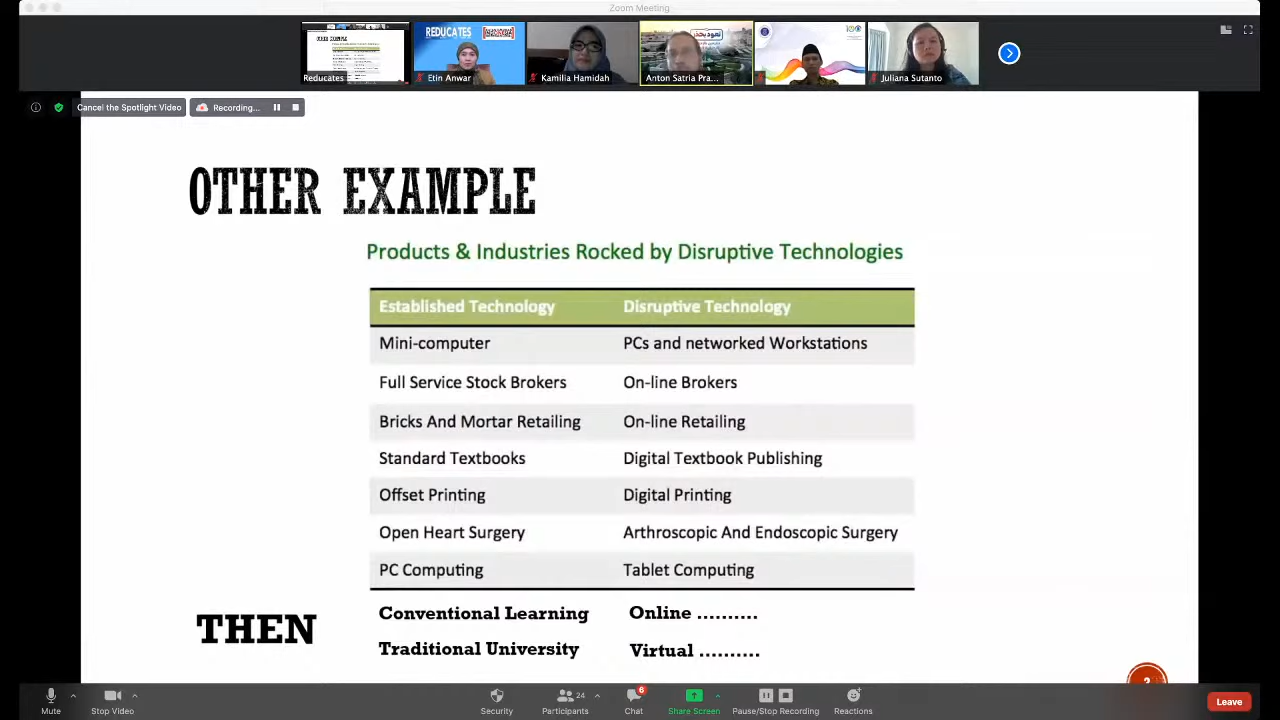 Zoom Meeting
REDUCATES
Reducates
Etin Anwar
Kamilia Hamidah
Anton Satria Pra...
Juliana Sutanto
Cancel the Spotlight Video
Recording...
OTHER EXAMPLE
Products & Industries Rocked by Disruptive Technologies
Established Technology Disruptive Technology
Mini-computer PCs and networked Workstations
Full Service Stock Brokers On-line Brokers
Bricks And Mortar Retailing On-line Retailing
Standard Textbooks Digital Textbook Publishing
Offset Printing Digital Printing
Open Heart Surgery Arthroscopic And Endoscopic Surgery
PC Computing Tablet Computing
THEN
Conventional Learning Online ..........
Traditional University Virtual ..........
6
24
Mute Stop Video Security Participants Chat Share Screen Pause/Stop Recording Reactions Leave